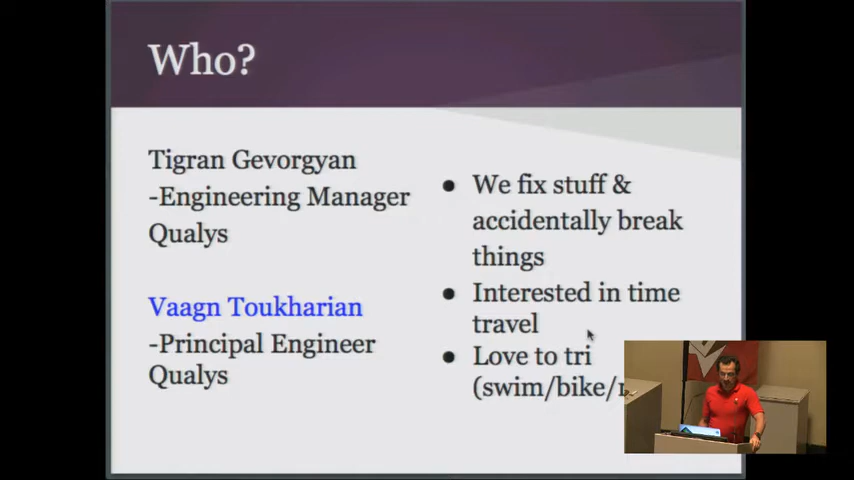 Who?
Tigran Gevorgyan
-Engineering Manager
Qualys
Vaagn Toukharian
-Principal Engineer
Qualys
● We fix stuff &
accidentally break
things
● Interested in time
travel
● Love to tri
(swim/bike/